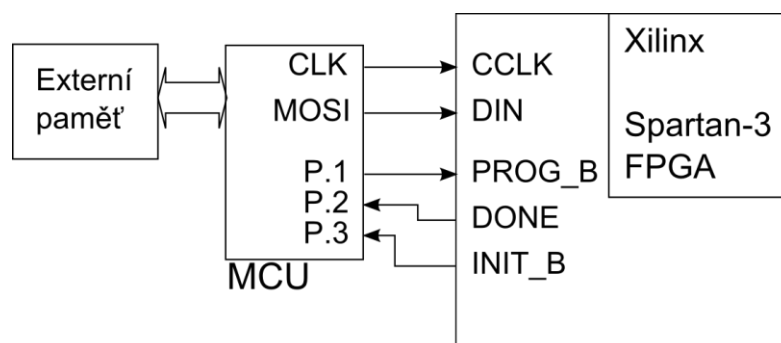 Externí
paměť
CLK
MOSI
P.1
P.2
P.3
MCU
CCLK
DIN
PROG_B
DONE
INIT_B
Xilinx
Spartan-3
FPGA